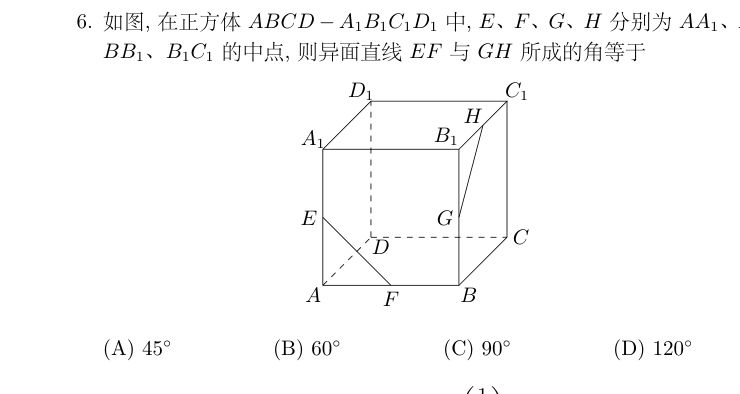 6. 如图, 在正方体 ABCD − A₁B₁C₁D₁ 中, E、F、G、H 分别为 AA₁、
BB₁、B₁C₁ 的中点, 则异面直线 EF 与 GH 所成的角等于
D₁ C₁
H
A₁ B₁
E G
D C
A F B
(A) 45° (B) 60° (C) 90° (D) 120°